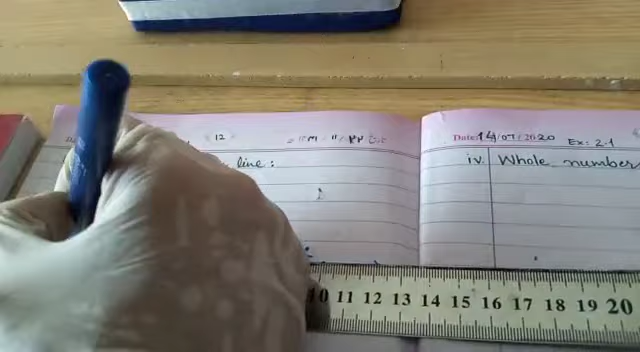 12
Date: 14/07/2020 Ex: 2.1
line:
iv. Whole number
10 11 12 13 14 15 16 17 18 19 20